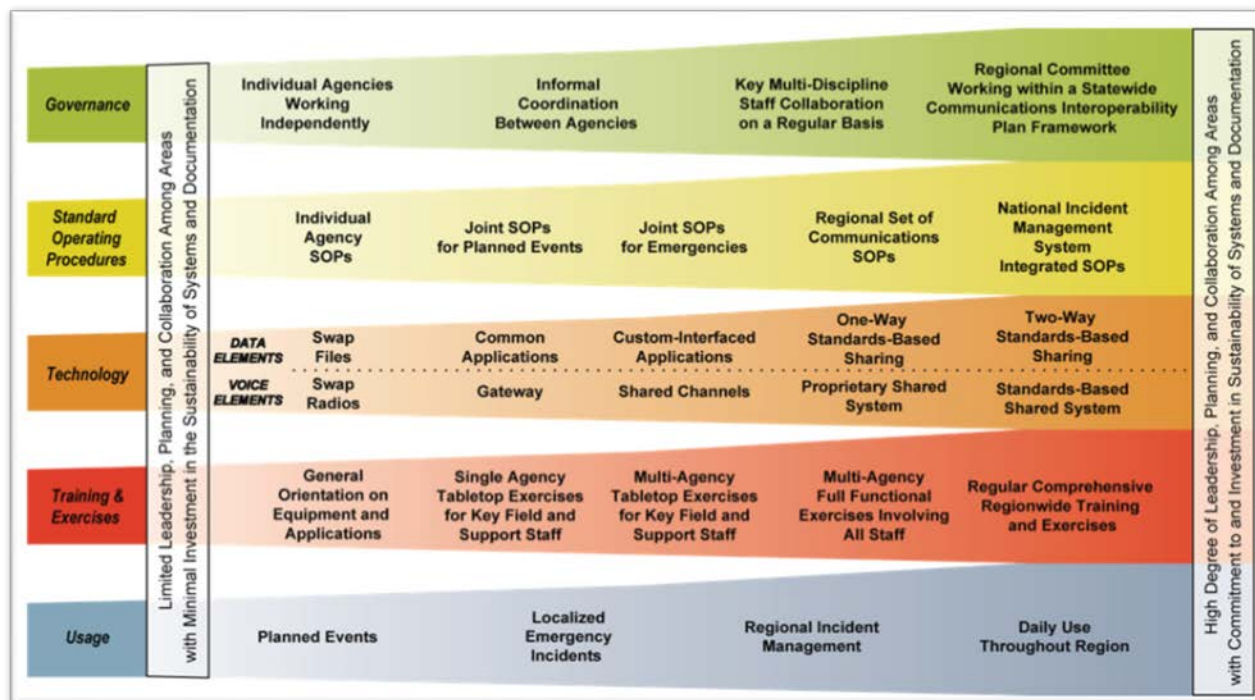 Governance
Individual Agencies
Working
Independently
Informal
Coordination
Between Agencies
Key Multi-Discipline
Staff Collaboration
on a Regular Basis
Regional Committee
Working within a Statewide
Communications Interoperability
Plan Framework
Standard
Operating
Procedures
Individual
Agency
SOPs
Joint SOPs
for Planned Events
Joint SOPs
for Emergencies
Regional Set of
Communications
SOPs
National Incident
Management
System
Integrated SOPs
Technology
DATA
ELEMENTS
Swap
Files
Common
Applications
Custom-Interfaced
Applications
One-Way
Standards-Based
Sharing
Two-Way
Standards-Based
Sharing
VOICE
ELEMENTS
Swap
Radios
Gateway
Shared Channels
Proprietary Shared
System
Standards-Based
Shared System
Training &
Exercises
General
Orientation on
Equipment and
Applications
Single Agency
Tabletop Exercises
for Key Field and
Support Staff
Multi-Agency
Tabletop Exercises
for Key Field and
Support Staff
Multi-Agency
Full Functional
Exercises Involving
All Staff
Regular Comprehensive
Regionwide Training
and Exercises
Usage
Planned Events
Localized
Emergency
Incidents
Regional Incident
Management
Daily Use
Throughout Region
Limited Leadership, Planning, and Collaboration Among Areas
with Minimal Investment in the Sustainability of Systems and Documentation
High Degree of Leadership, Planning, and Collaboration Among Areas
with Commitment to and Investment in Sustainability of Systems and Documentation